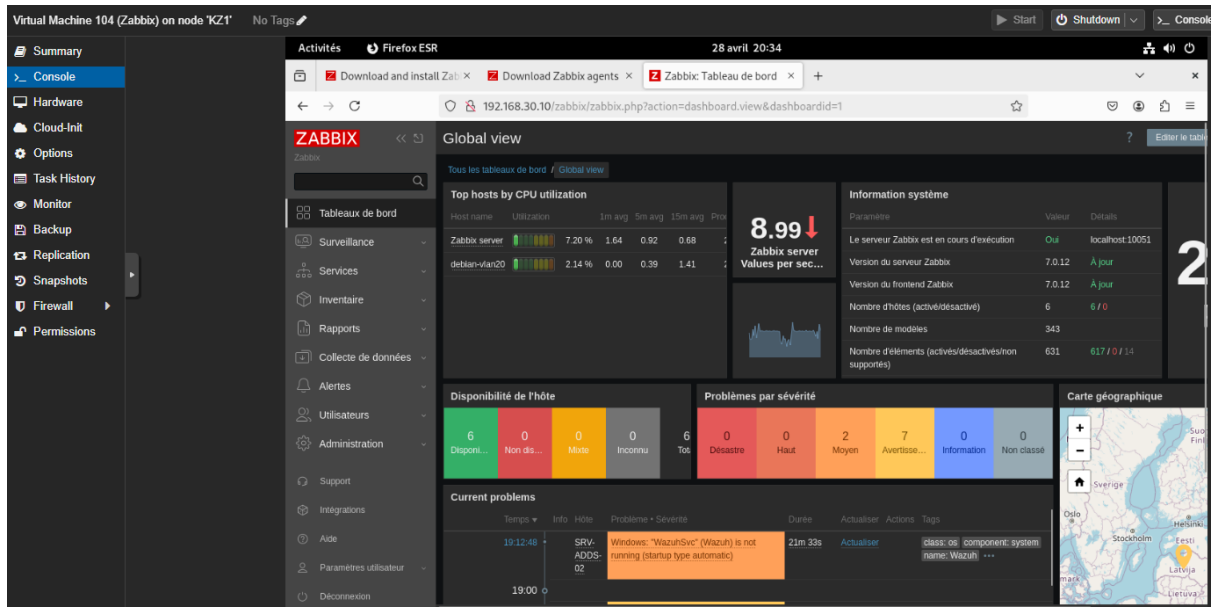 Virtual Machine 104 (Zabbix) on node 'KZ1' No Tags Start Shutdown Console
Summary
Console
Hardware
Cloud-Init
Options
Task History
Monitor
Backup
Replication
Snapshots
Firewall
Permissions
Activités Firefox ESR 28 avril 20:34
Download and install Zab × Download Zabbix agents × Zabbix: Tableau de bord × +
192.168.30.10/zabbix/zabbix.php?action=dashboard.view&dashboardid=1
ZABBIX
Zabbix
Tableaux de bord
Surveillance
Services
Inventaire
Rapports
Collecte de données
Alertes
Utilisateurs
Administration
Support
Intégrations
Aide
Paramètres utilisateur
Déconnexion
Global view ? Editer le table
Tous les tableaux de bord / Global view
Top hosts by CPU utilization
Host name Utilization 1m avg 5m avg 15m avg Proc
Zabbix server 7.20 % 1.64 0.92 0.68 2
debian-vlan20 2.14 % 0.00 0.39 1.41 2
8.99
Zabbix server
Values per sec...
Information système
Paramètre Valeur Détails
Le serveur Zabbix est en cours d'exécution Oui localhost:10051
Version du serveur Zabbix 7.0.12 À jour
Version du frontend Zabbix 7.0.12 À jour
Nombre d'hôtes (activé/désactivé) 6 6 / 0
Nombre de modèles 343
Nombre d'éléments (activés/désactivés/non supportés) 631 617 / 0 / 14
2
Disponibilité de l'hôte
6 Disponi...
0 Non dis...
0 Mixte
0 Inconnu
6 Tot
Problèmes par sévérité
0 Désastre
0 Haut
2 Moyen
7 Avertisse...
0 Information
0 Non classé
Carte géographique
+
-
Suo
Fin
Sverige
Oslo
Helsinki
Stockholm
Eesti
Latvija
mark
Lietuva
Current problems
Temps Info Hôte Problème • Sévérité Durée Actualiser Actions Tags
19:12:48 SRV-ADDS-02 Windows: "WazuhSvc" (Wazuh) is not running (startup type automatic) 21m 33s Actualiser class: os component: system name: Wazuh •••
19:00